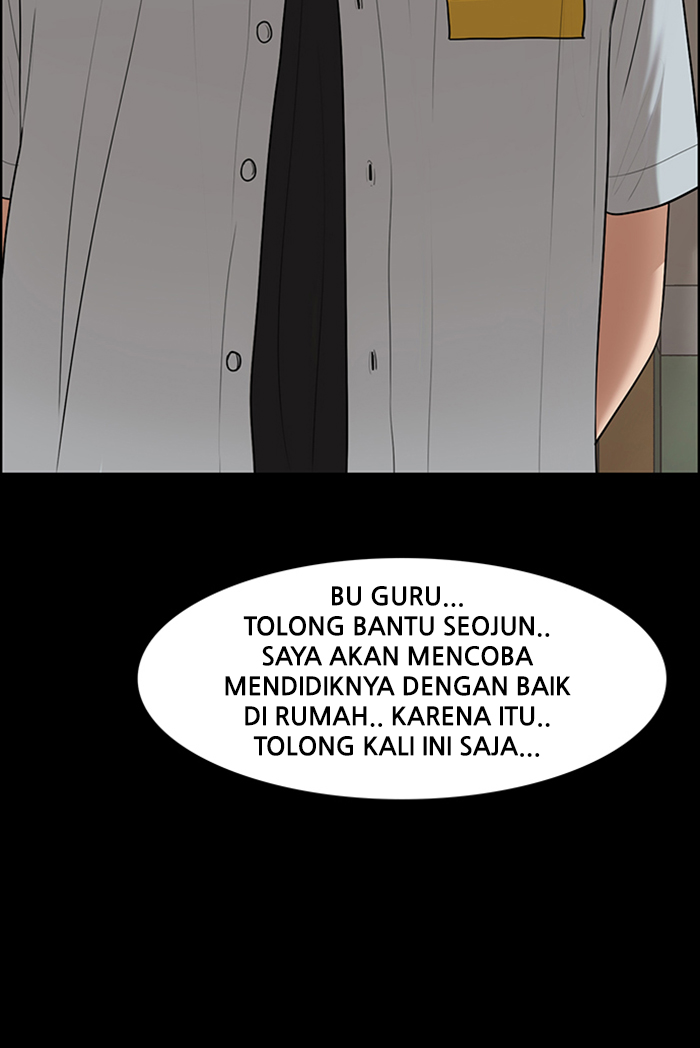 BU GURU...
TOLONG BANTU SEOJUN..
SAYA AKAN MENCOBA
MENDIDIKNYA DENGAN BAIK
DI RUMAH.. KARENA ITU..
TOLONG KALI INI SAJA...